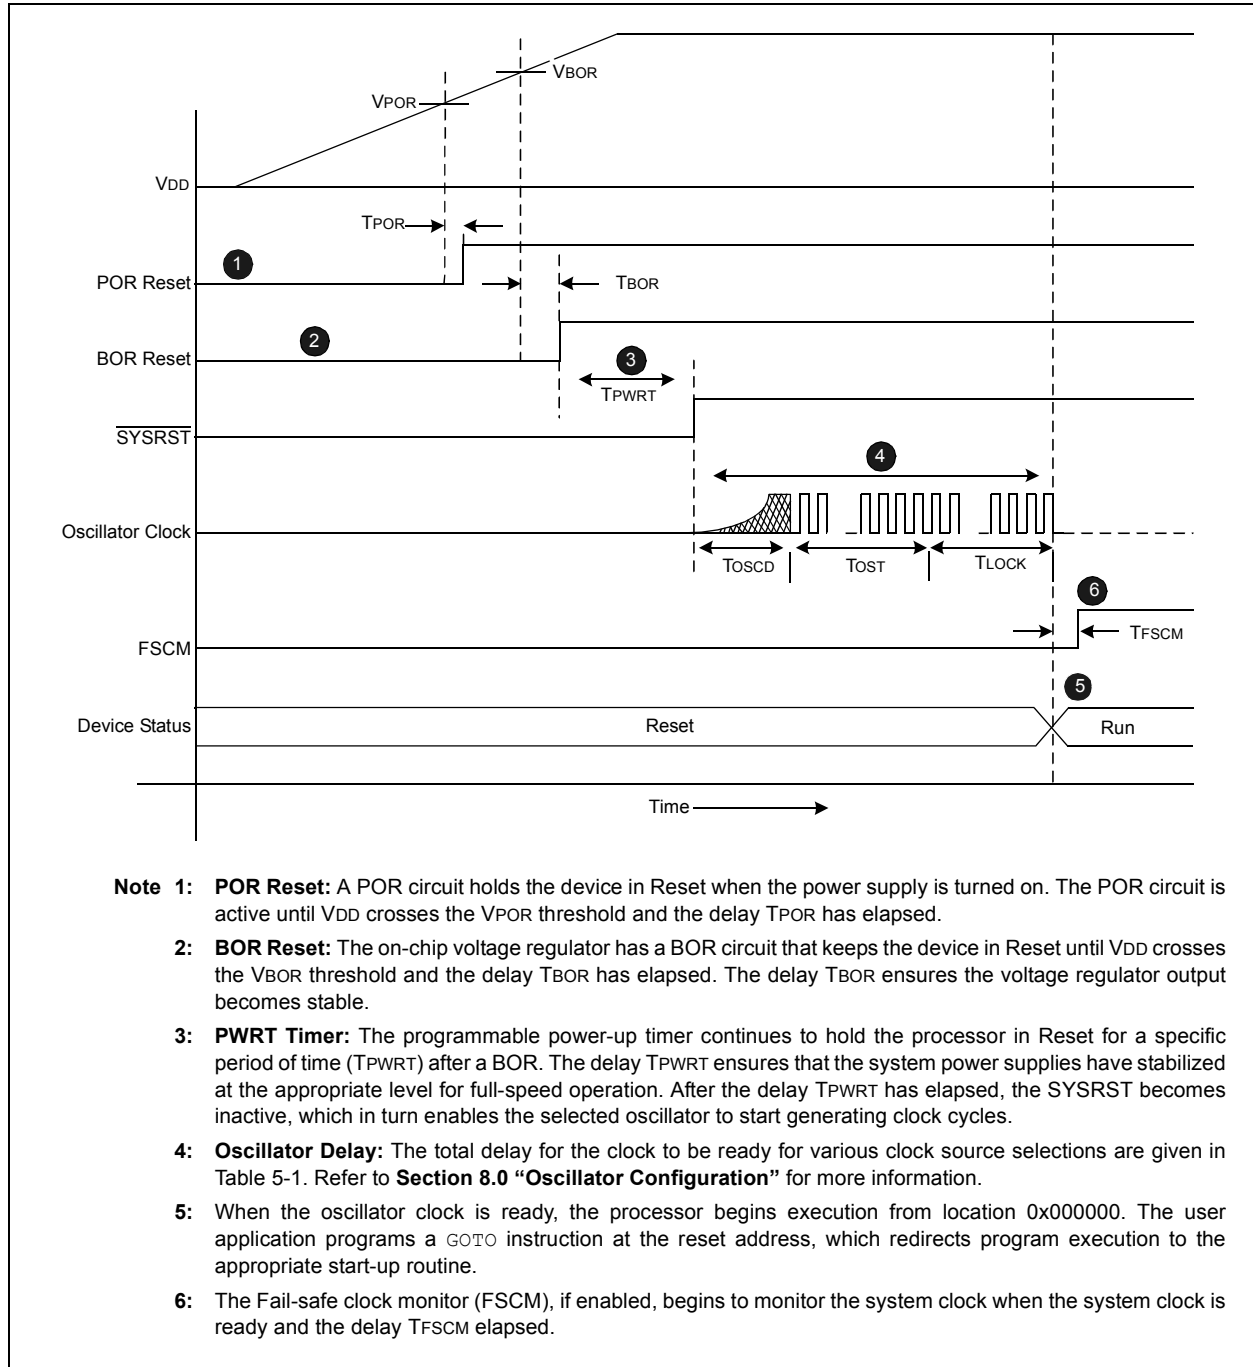 VBOR
VPOR
VDD
TPOR
1
POR Reset
TBOR
2
BOR Reset
3
TPWRT
SYSRST
4
Oscillator Clock
TOSCD
TOST
TLOCK
6
FSCM
TFSCM
5
Device Status
Reset
Run
Time
Note 1: POR Reset: A POR circuit holds the device in Reset when the power supply is turned on. The POR circuit is
active until VDD crosses the VPOR threshold and the delay TPOR has elapsed.
2: BOR Reset: The on-chip voltage regulator has a BOR circuit that keeps the device in Reset until VDD crosses
the VBOR threshold and the delay TBOR has elapsed. The delay TBOR ensures the voltage regulator output
becomes stable.
3: PWRT Timer: The programmable power-up timer continues to hold the processor in Reset for a specific
period of time (TPWRT) after a BOR. The delay TPWRT ensures that the system power supplies have stabilized
at the appropriate level for full-speed operation. After the delay TPWRT has elapsed, the SYSRST becomes
inactive, which in turn enables the selected oscillator to start generating clock cycles.
4: Oscillator Delay: The total delay for the clock to be ready for various clock source selections are given in
Table 5-1. Refer to Section 8.0 “Oscillator Configuration” for more information.
5: When the oscillator clock is ready, the processor begins execution from location 0x000000. The user
application programs a GOTO instruction at the reset address, which redirects program execution to the
appropriate start-up routine.
6: The Fail-safe clock monitor (FSCM), if enabled, begins to monitor the system clock when the system clock is
ready and the delay TFSCM elapsed.